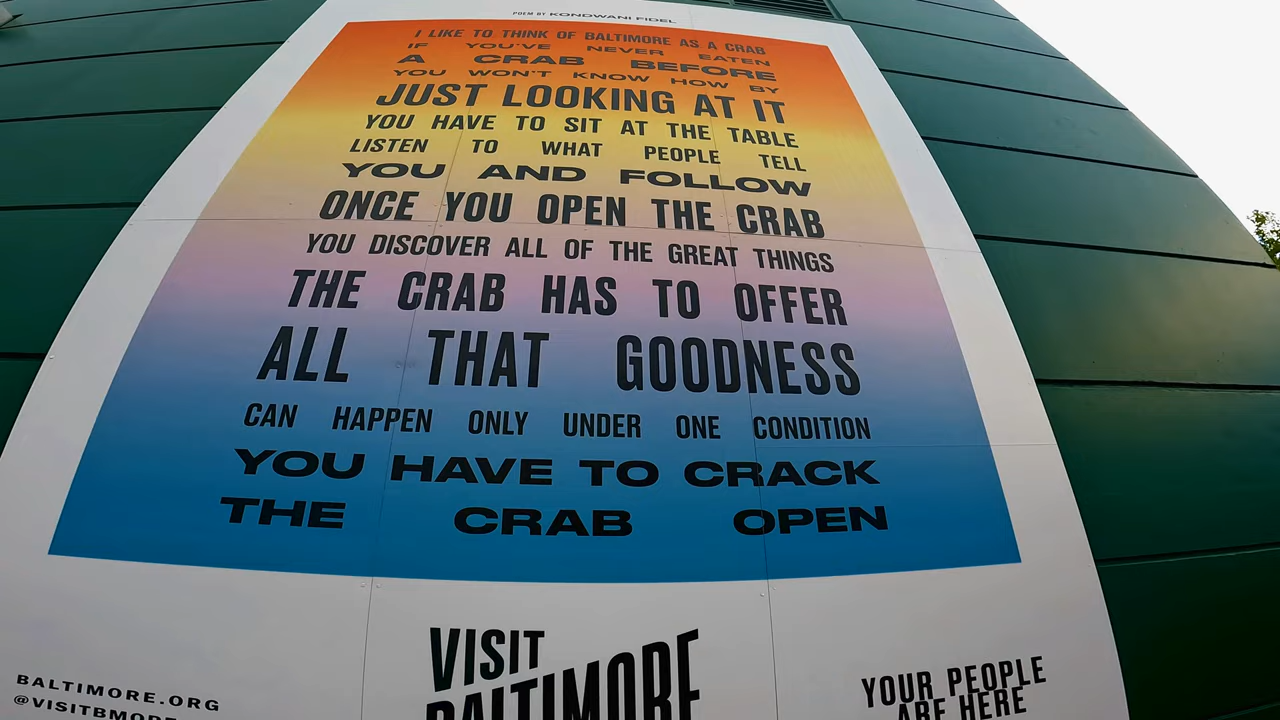 POEM BY KONDWANI FIDEL
I LIKE TO THINK OF BALTIMORE AS A CRAB
IF YOU'VE NEVER EATEN
A CRAB BEFORE
YOU WON'T KNOW HOW BY
JUST LOOKING AT IT
YOU HAVE TO SIT AT THE TABLE
LISTEN TO WHAT PEOPLE TELL
YOU AND FOLLOW
ONCE YOU OPEN THE CRAB
YOU DISCOVER ALL OF THE GREAT THINGS
THE CRAB HAS TO OFFER
ALL THAT GOODNESS
CAN HAPPEN ONLY UNDER ONE CONDITION
YOU HAVE TO CRACK
THE CRAB OPEN
VISIT
BALTIMORE
BALTIMORE.ORG
@VISITBMORE
YOUR PEOPLE
ARE HERE